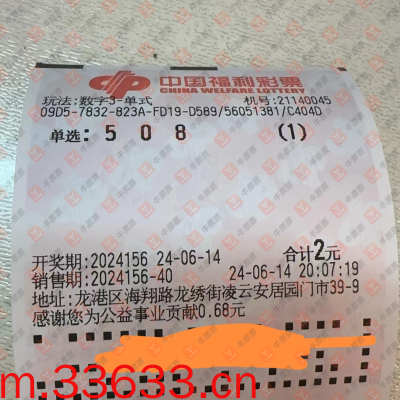 中国福利彩票
CHINA WELFARE LOTTERY
玩法:数字3-单式 机号:21140045
09D5-7832-823A-FD19-D589/56051381/C404D
单选: 5 0 8 (1)
开奖期:2024156 24-06-14 合计2元
销售期:2024156-40 24-06-14 20:07:19
地址:龙港区海翔路龙绣街凌云安居园门市39-9
感谢您为公益事业贡献0.68元
m.33633.cn